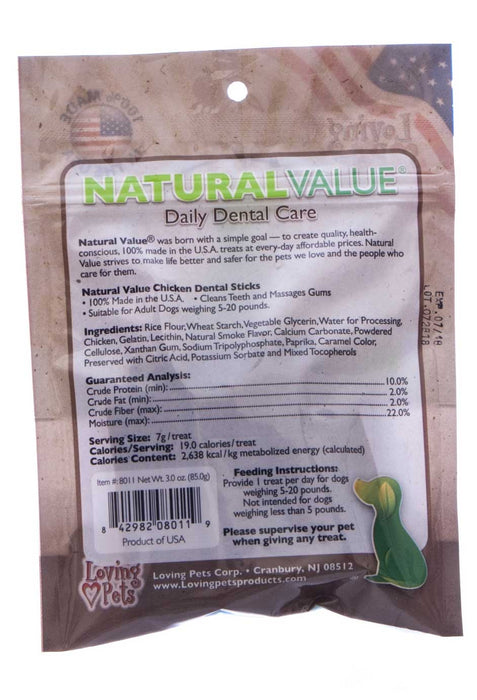 100% MADE
Loving
NATURALVALUE®
Daily Dental Care
Natural Value® was born with a simple goal — to create quality, health-
conscious, 100% made in the U.S.A. treats at every-day affordable prices. Natural
Value strives to make life better and safer for the pets we love and the people who
care for them.
Natural Value Chicken Dental Sticks
• 100% Made in the U.S.A. • Cleans Teeth and Massages Gums
• Suitable for Adult Dogs weighing 5-20 pounds.
Ingredients: Rice Flour, Wheat Starch, Vegetable Glycerin, Water for Processing,
Chicken, Gelatin, Lecithin, Natural Smoke Flavor, Calcium Carbonate, Powdered
Cellulose, Xanthan Gum, Sodium Tripolyphosphate, Paprika, Caramel Color,
Preserved with Citric Acid, Potassium Sorbate and Mixed Tocopherols
Guaranteed Analysis:
Crude Protein (min): 10.0%
Crude Fat (min): 2.0%
Crude Fiber (max): 2.0%
Moisture (max): 22.0%
Serving Size: 7g/treat
Calories/Serving: 19.0 calories/treat
Calories Content: 2,638 kcal/kg metabolized energy (calculated)
Item #: 8011 Net Wt. 3.0 oz. (85.0g)
8 42982 08011 9
Product of USA
Feeding Instructions:
Provide 1 treat per day for dogs
weighing 5-20 pounds.
Not intended for dogs
weighing less than 5 pounds.
Please supervise your pet
when giving any treat.
EXP. 07/18
LOT 072818
Loving
Pets
Loving Pets Corp. • Cranbury, NJ 08512
www.Lovingpetsproducts.com